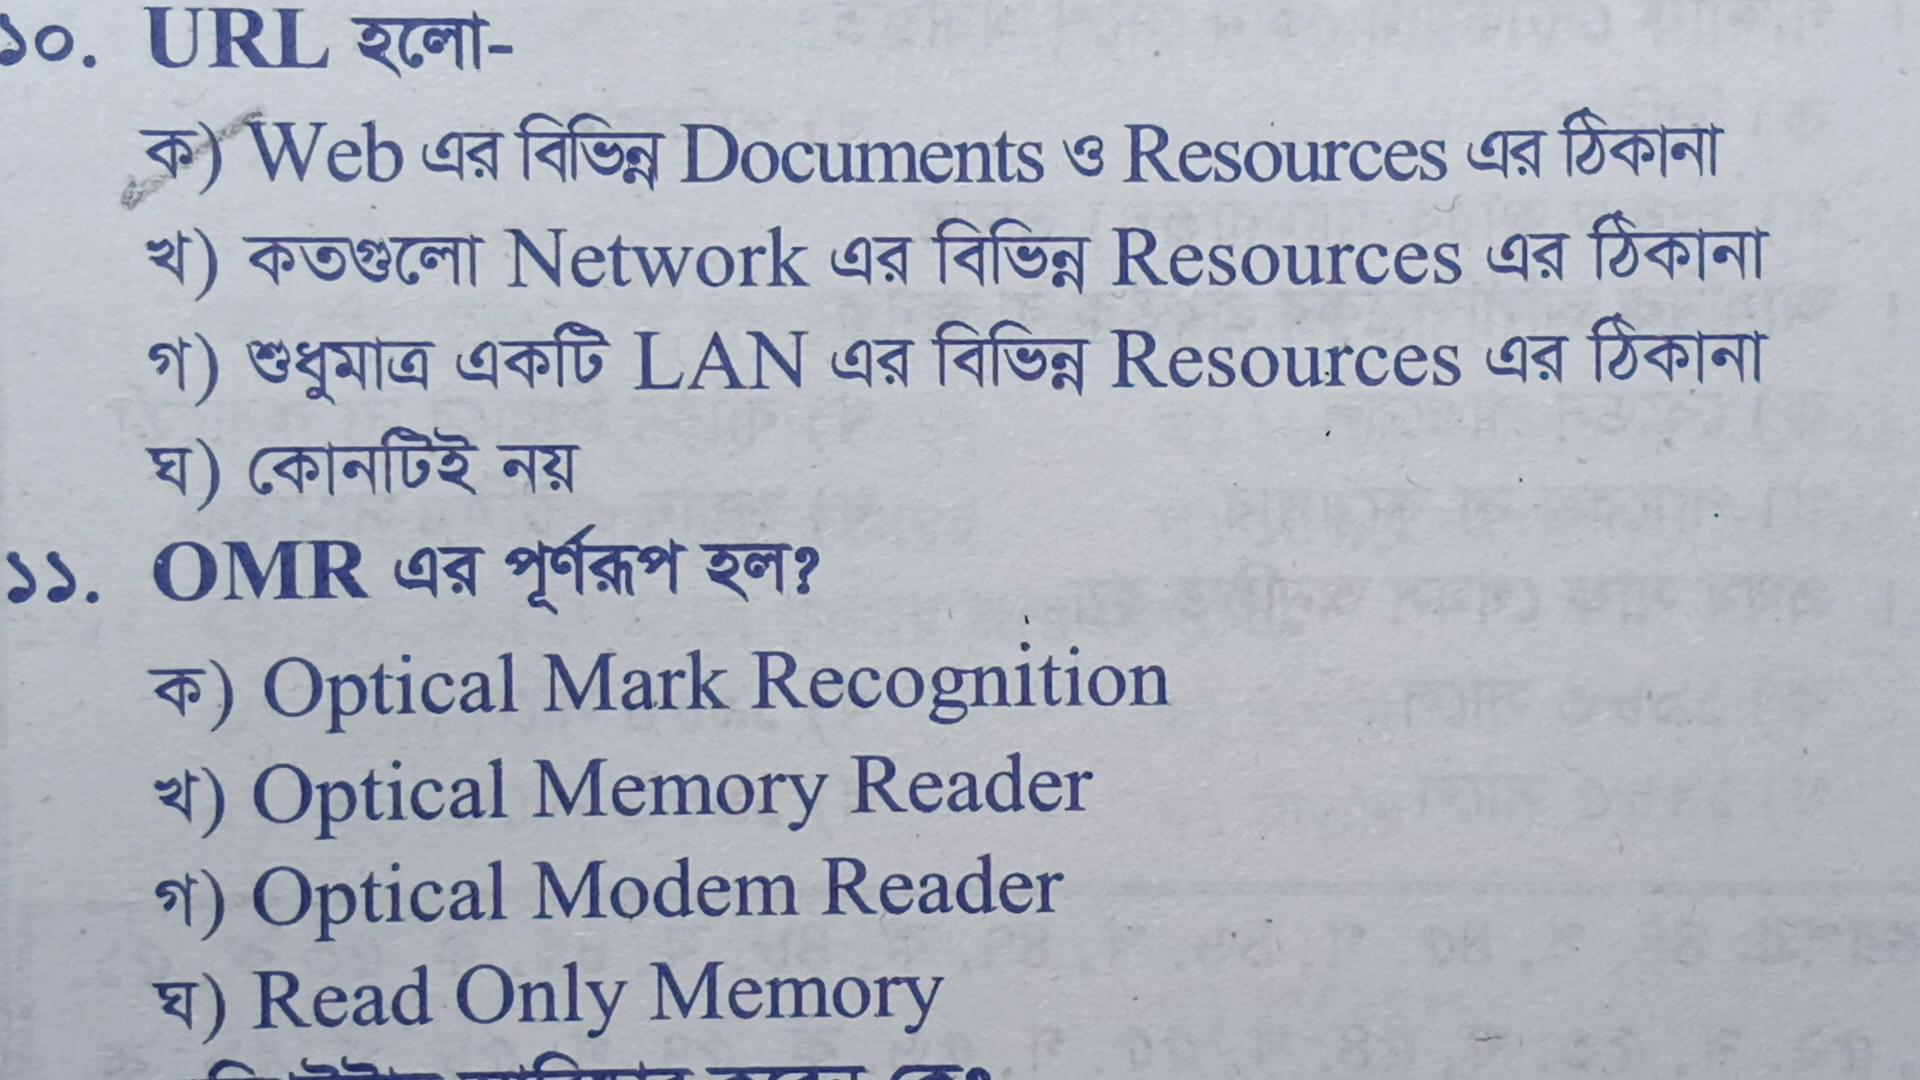 ১০. URL হলো-
ক) Web এর বিভিন্ন Documents ও Resources এর ঠিকানা
খ) কতগুলো Network এর বিভিন্ন Resources এর ঠিকানা
গ) শুধুমাত্র একটি LAN এর বিভিন্ন Resources এর ঠিকানা
ঘ) কোনটিই নয়
১১. OMR এর পূর্ণরূপ হল?
ক) Optical Mark Recognition
খ) Optical Memory Reader
গ) Optical Modem Reader
ঘ) Read Only Memory